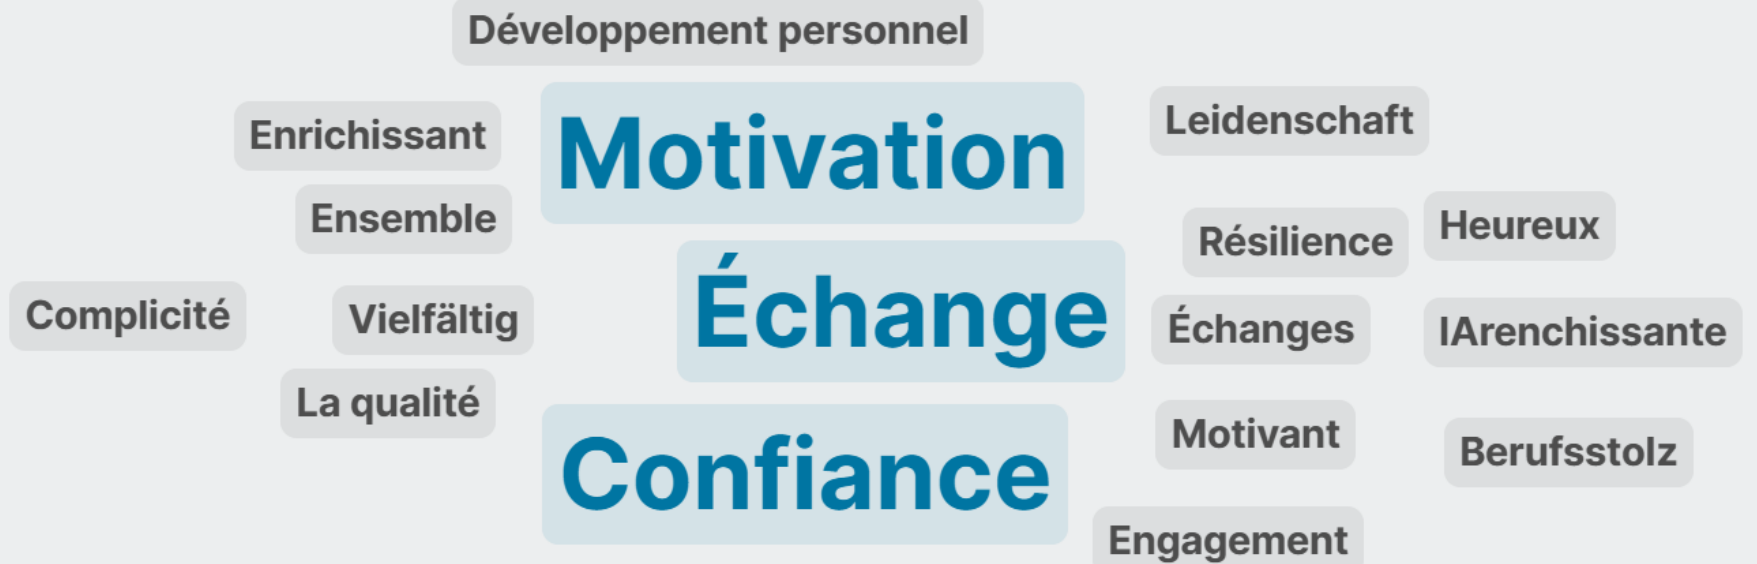 Développement personnel
Motivation
Leidenschaft
Enrichissant
Ensemble
Résilience
Heureux
Échange
Complicité
Vielfältig
Échanges
IArenchissante
La qualité
Confiance
Motivant
Berufsstolz
Engagement